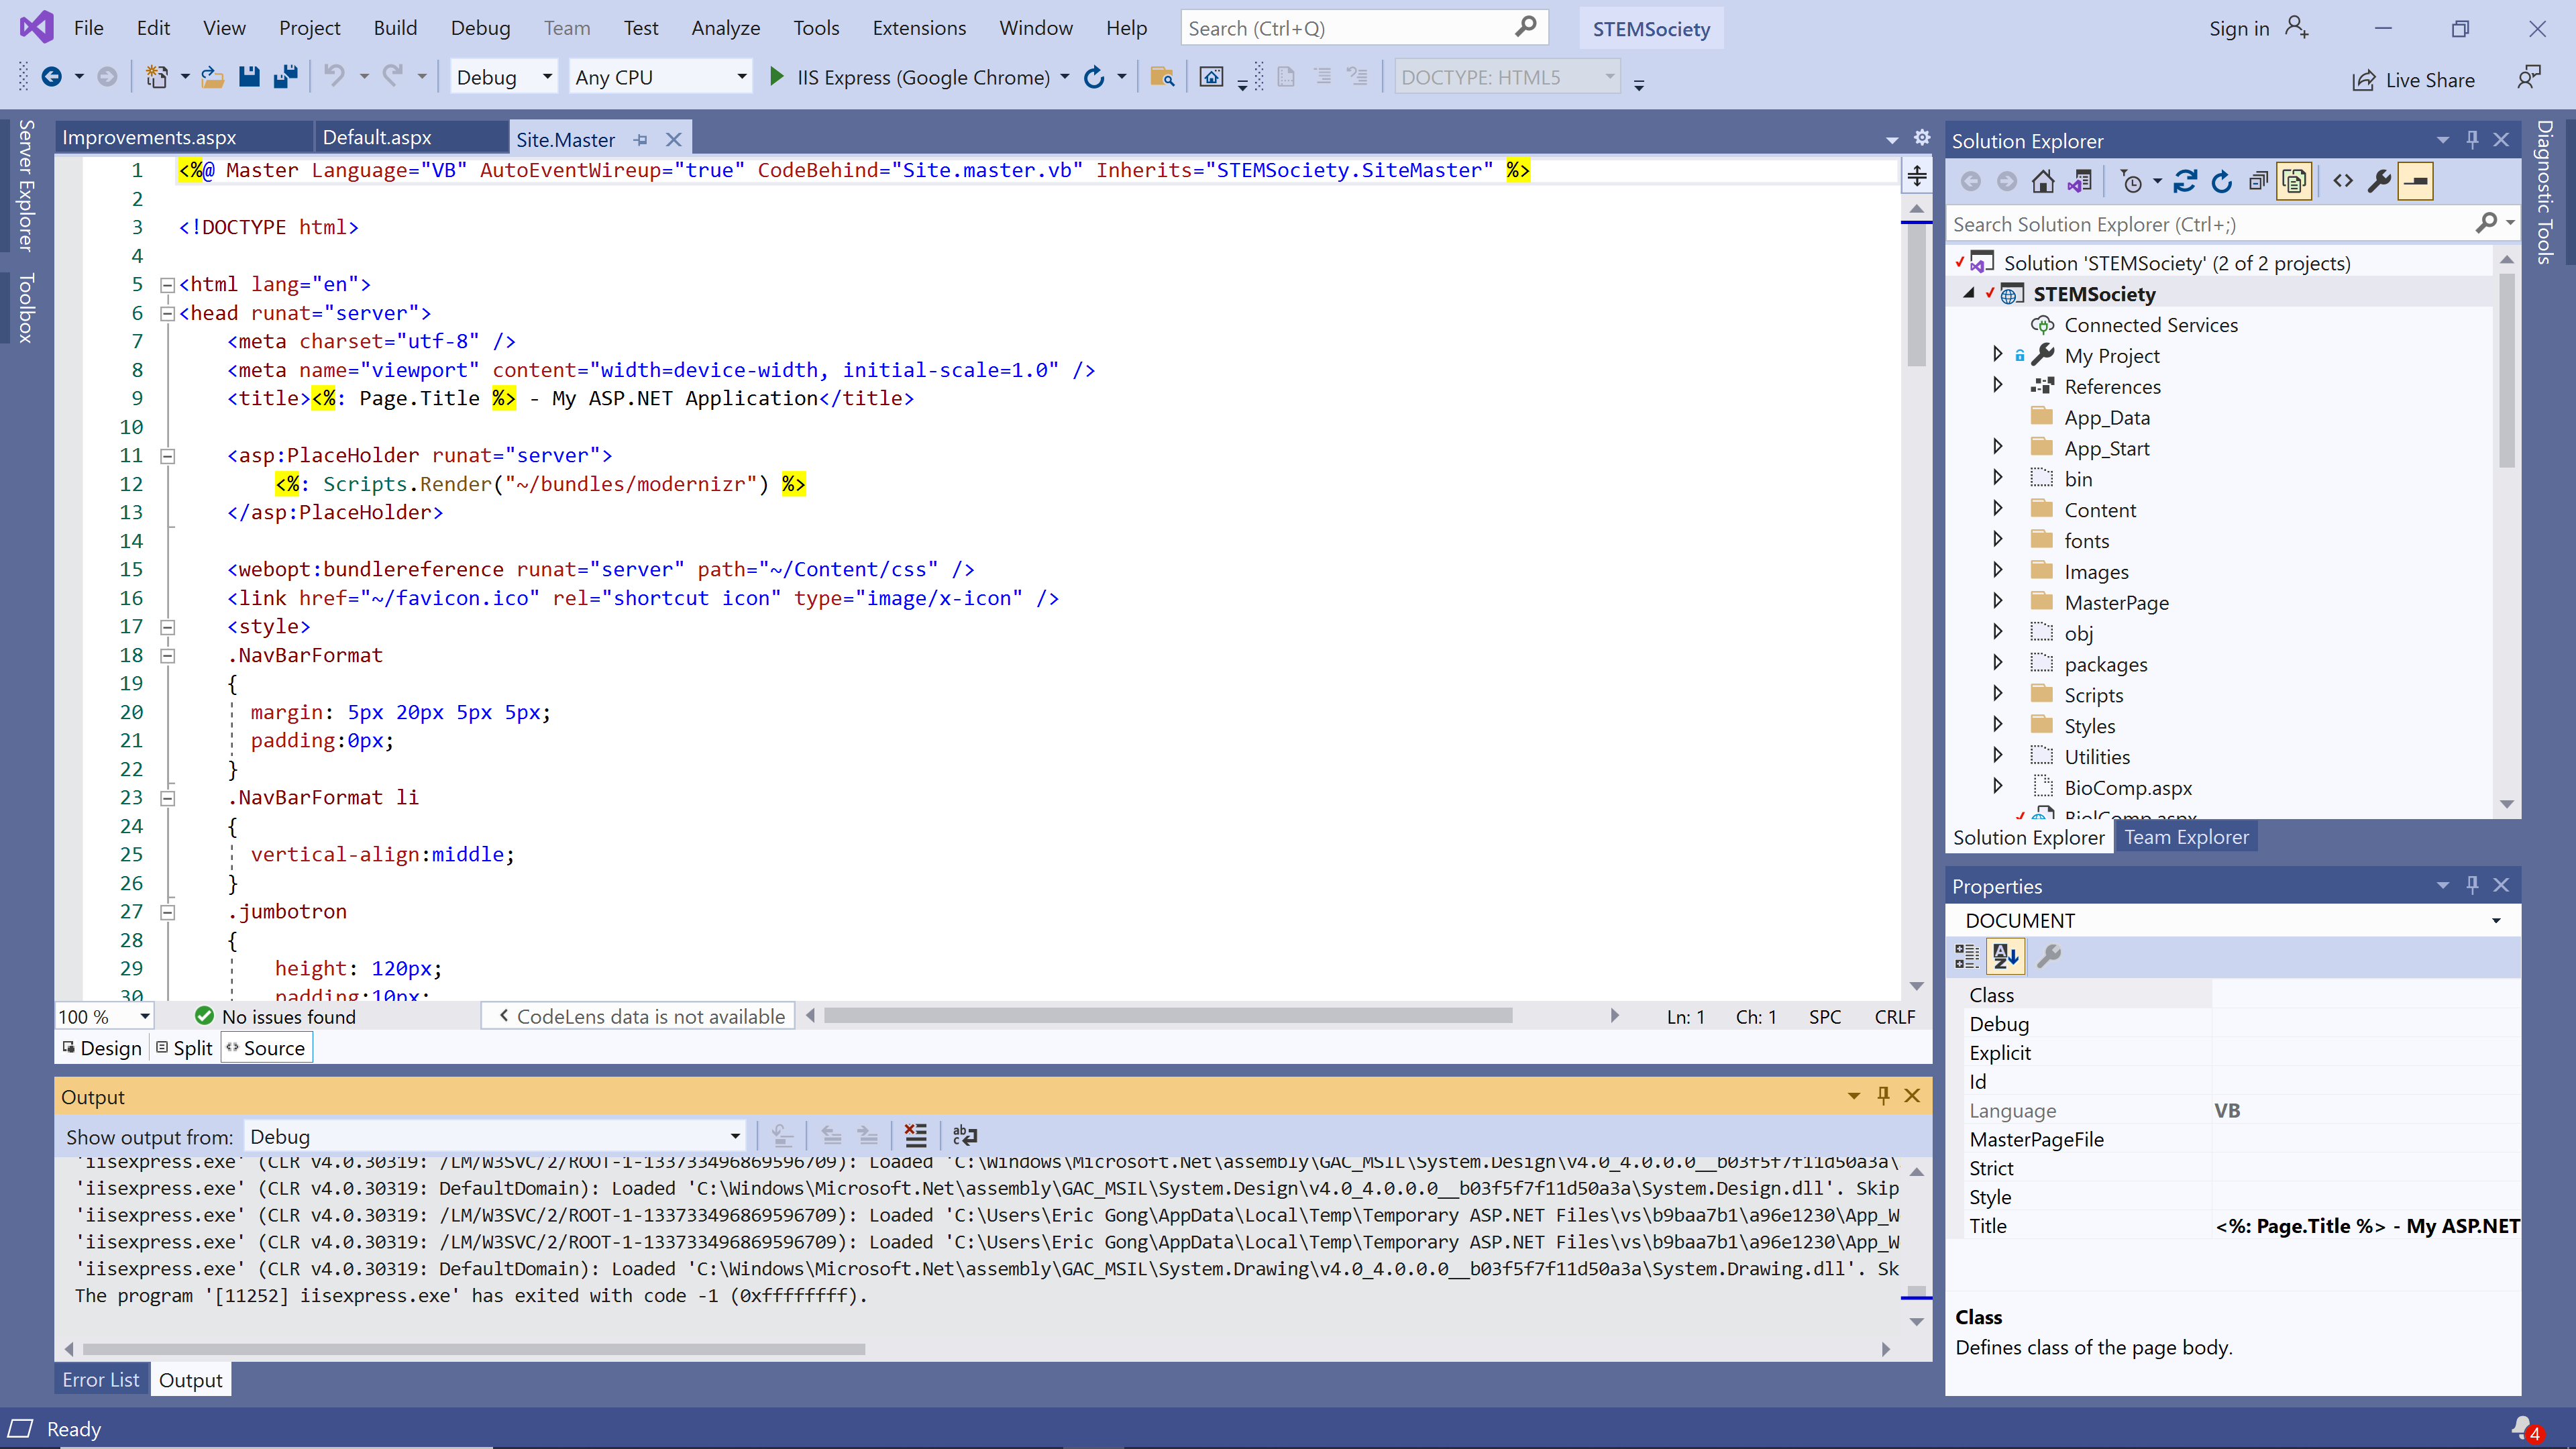 File Edit View Project Build Debug Team Test Analyze Tools Extensions Window Help Search (Ctrl+Q) STEMSociety Sign in
Debug Any CPU IIS Express (Google Chrome) DOCTYPE: HTML5 Live Share
Server Explorer
Toolbox
Improvements.aspx Default.aspx Site.Master
1 <%@ Master Language="VB" AutoEventWireup="true" CodeBehind="Site.master.vb" Inherits="STEMSociety.SiteMaster" %>
2
3 <!DOCTYPE html>
4
5 <html lang="en">
6 <head runat="server">
7 <meta charset="utf-8" />
8 <meta name="viewport" content="width=device-width, initial-scale=1.0" />
9 <title><%: Page.Title %> - My ASP.NET Application</title>
10
11 <asp:PlaceHolder runat="server">
12 <%: Scripts.Render("~/bundles/modernizr") %>
13 </asp:PlaceHolder>
14
15 <webopt:bundlereference runat="server" path="~/Content/css" />
16 <link href="~/favicon.ico" rel="shortcut icon" type="image/x-icon" />
17 <style>
18 .NavBarFormat
19 {
20 margin: 5px 20px 5px 5px;
21 padding:0px;
22 }
23 .NavBarFormat li
24 {
25 vertical-align:middle;
26 }
27 .jumbotron
28 {
29 height: 120px;
30 padding:10px;
100 % No issues found CodeLens data is not available Ln: 1 Ch: 1 SPC CRLF
Design Split Source
Output
Show output from: Debug
'iisexpress.exe' (CLR v4.0.30319: /LM/W3SVC/2/ROOT-1-133733496869596709): Loaded 'C:\Windows\Microsoft.Net\assembly\GAC_MSIL\System.Design\v4.0_4.0.0.0__b03f5f7f11d50a3a\
'iisexpress.exe' (CLR v4.0.30319: DefaultDomain): Loaded 'C:\Windows\Microsoft.Net\assembly\GAC_MSIL\System.Design\v4.0_4.0.0.0__b03f5f7f11d50a3a\System.Design.dll'. Skip
'iisexpress.exe' (CLR v4.0.30319: /LM/W3SVC/2/ROOT-1-133733496869596709): Loaded 'C:\Users\Eric Gong\AppData\Local\Temp\Temporary ASP.NET Files\vs\b9baa7b1\a96e1230\App_W
'iisexpress.exe' (CLR v4.0.30319: /LM/W3SVC/2/ROOT-1-133733496869596709): Loaded 'C:\Users\Eric Gong\AppData\Local\Temp\Temporary ASP.NET Files\vs\b9baa7b1\a96e1230\App_W
'iisexpress.exe' (CLR v4.0.30319: DefaultDomain): Loaded 'C:\Windows\Microsoft.Net\assembly\GAC_MSIL\System.Drawing\v4.0_4.0.0.0__b03f5f7f11d50a3a\System.Drawing.dll'. Sk
The program '[11252] iisexpress.exe' has exited with code -1 (0xffffffff).
Error List Output
Solution Explorer
Search Solution Explorer (Ctrl+;)
Solution 'STEMSociety' (2 of 2 projects)
STEMSociety
Connected Services
My Project
References
App_Data
App_Start
bin
Content
fonts
Images
MasterPage
obj
packages
Scripts
Styles
Utilities
BioComp.aspx
BiolComp.aspx
Solution Explorer Team Explorer
Properties
DOCUMENT
Class
Debug
Explicit
Id
Language VB
MasterPageFile
Strict
Style
Title <%: Page.Title %> - My ASP.NET
Class
Defines class of the page body.
Diagnostic Tools
Ready 4